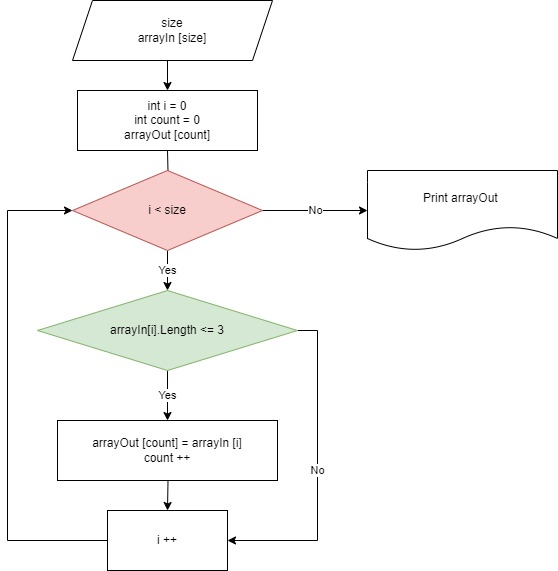 size
arrayIn [size]
int i = 0
int count = 0
arrayOut [count]
i < size
No
Print arrayOut
Yes
arrayIn[i].Length <= 3
Yes
arrayOut [count] = arrayIn [i]
count ++
No
i ++